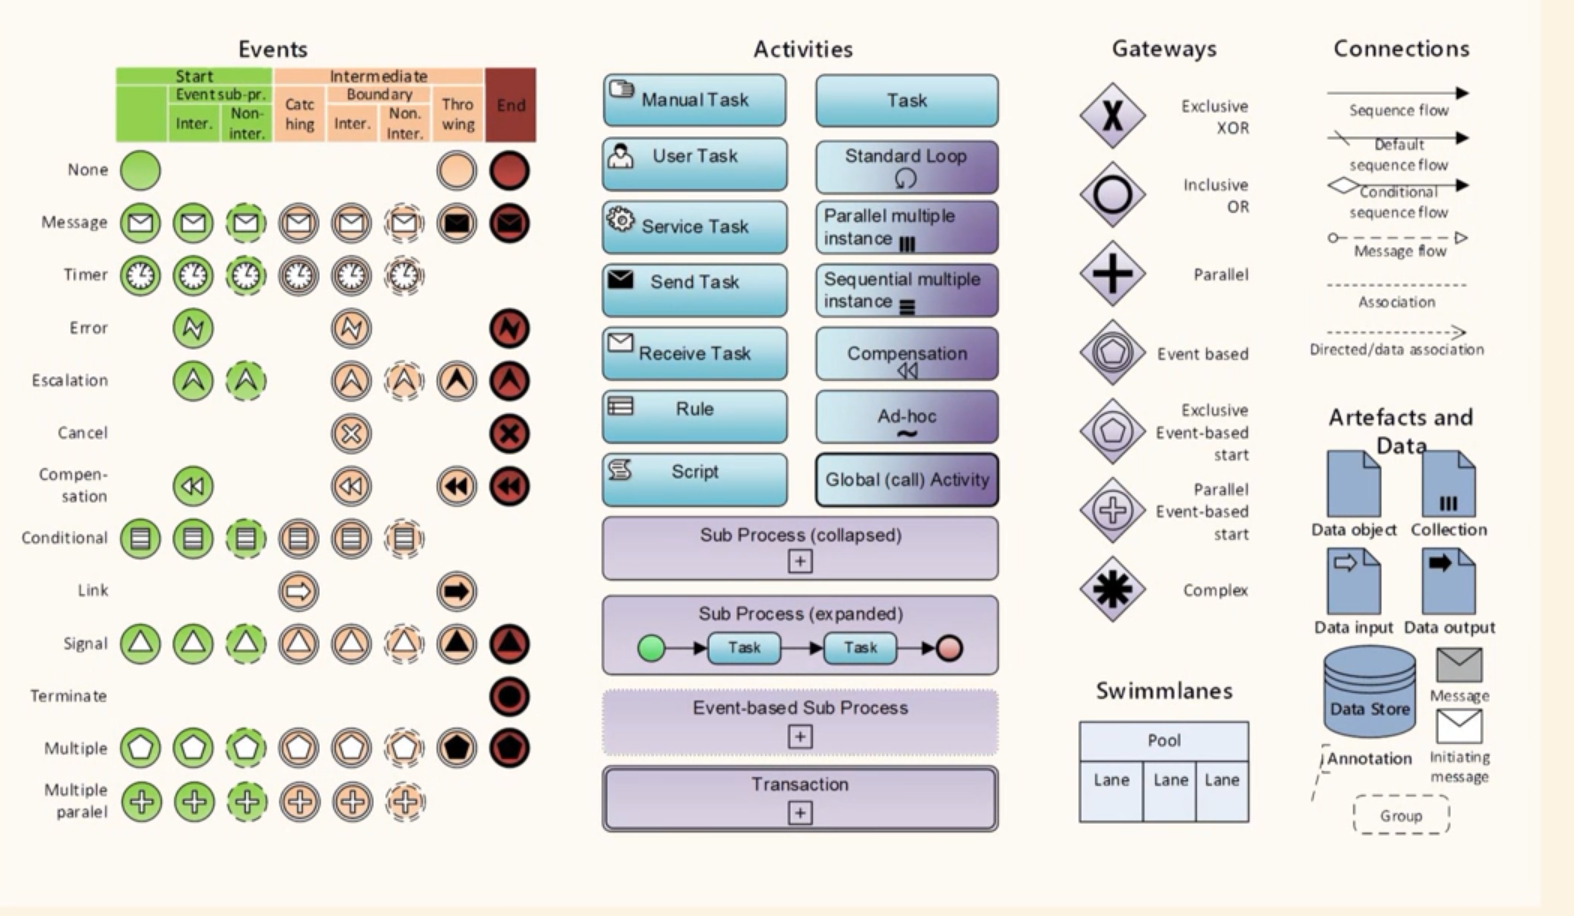 Events
Start
Intermediate
End
Event sub-pr.
Boundary
Inter.
Non-
inter.
Catc
hing
Inter.
Non.
Inter.
Thro
wing
None
Message
Timer
Error
Escalation
Cancel
Compen-
sation
Conditional
Link
Signal
Terminate
Multiple
Multiple
paralel
Activities
Manual Task
Task
User Task
Standard Loop
Service Task
Parallel multiple
instance
Send Task
Sequential multiple
instance
Receive Task
Compensation
Rule
Ad-hoc
Script
Global (call) Activity
Sub Process (collapsed)
Sub Process (expanded)
Task
Task
Event-based Sub Process
Transaction
Gateways
Exclusive
XOR
Inclusive
OR
Parallel
Event based
Exclusive
Event-based
start
Parallel
Event-based
start
Complex
Swimmlanes
Pool
Lane
Lane
Lane
Connections
Sequence flow
Default
sequence flow
Conditional
sequence flow
Message flow
Association
Directed/data association
Artefacts and
Data
Data object
Collection
Data input
Data output
Data Store
Message
Annotation
Initiating
message
Group